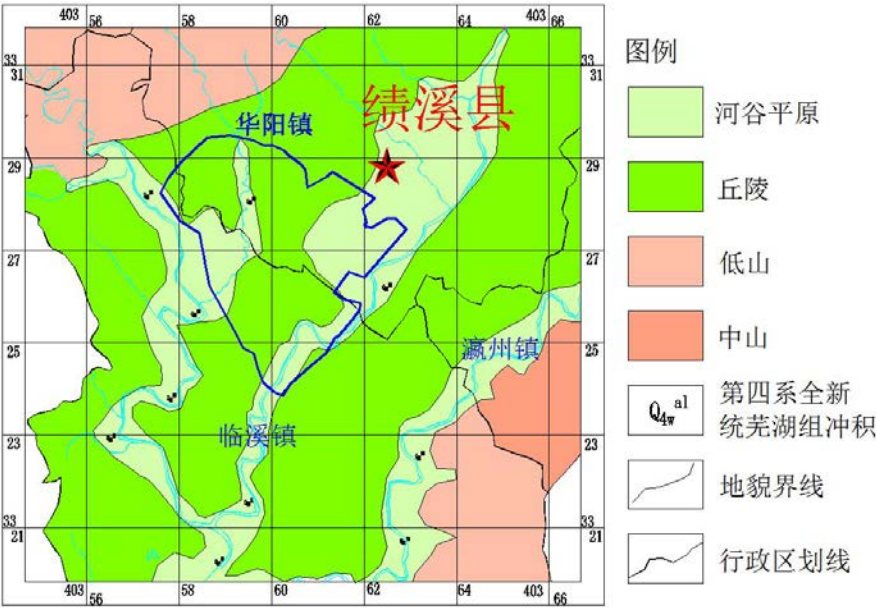 403 56 60 62 64 403 66
33 31 33 31
29 29
27 27
25 25
23 23
33 21 33 21
403 56 58 60 62 64 403 66
华阳镇
绩溪县
瀛州镇
临溪镇
图例
河谷平原
丘陵
低山
中山
Q4w al
第四系全新
统芜湖组冲积
地貌界线
行政区划线